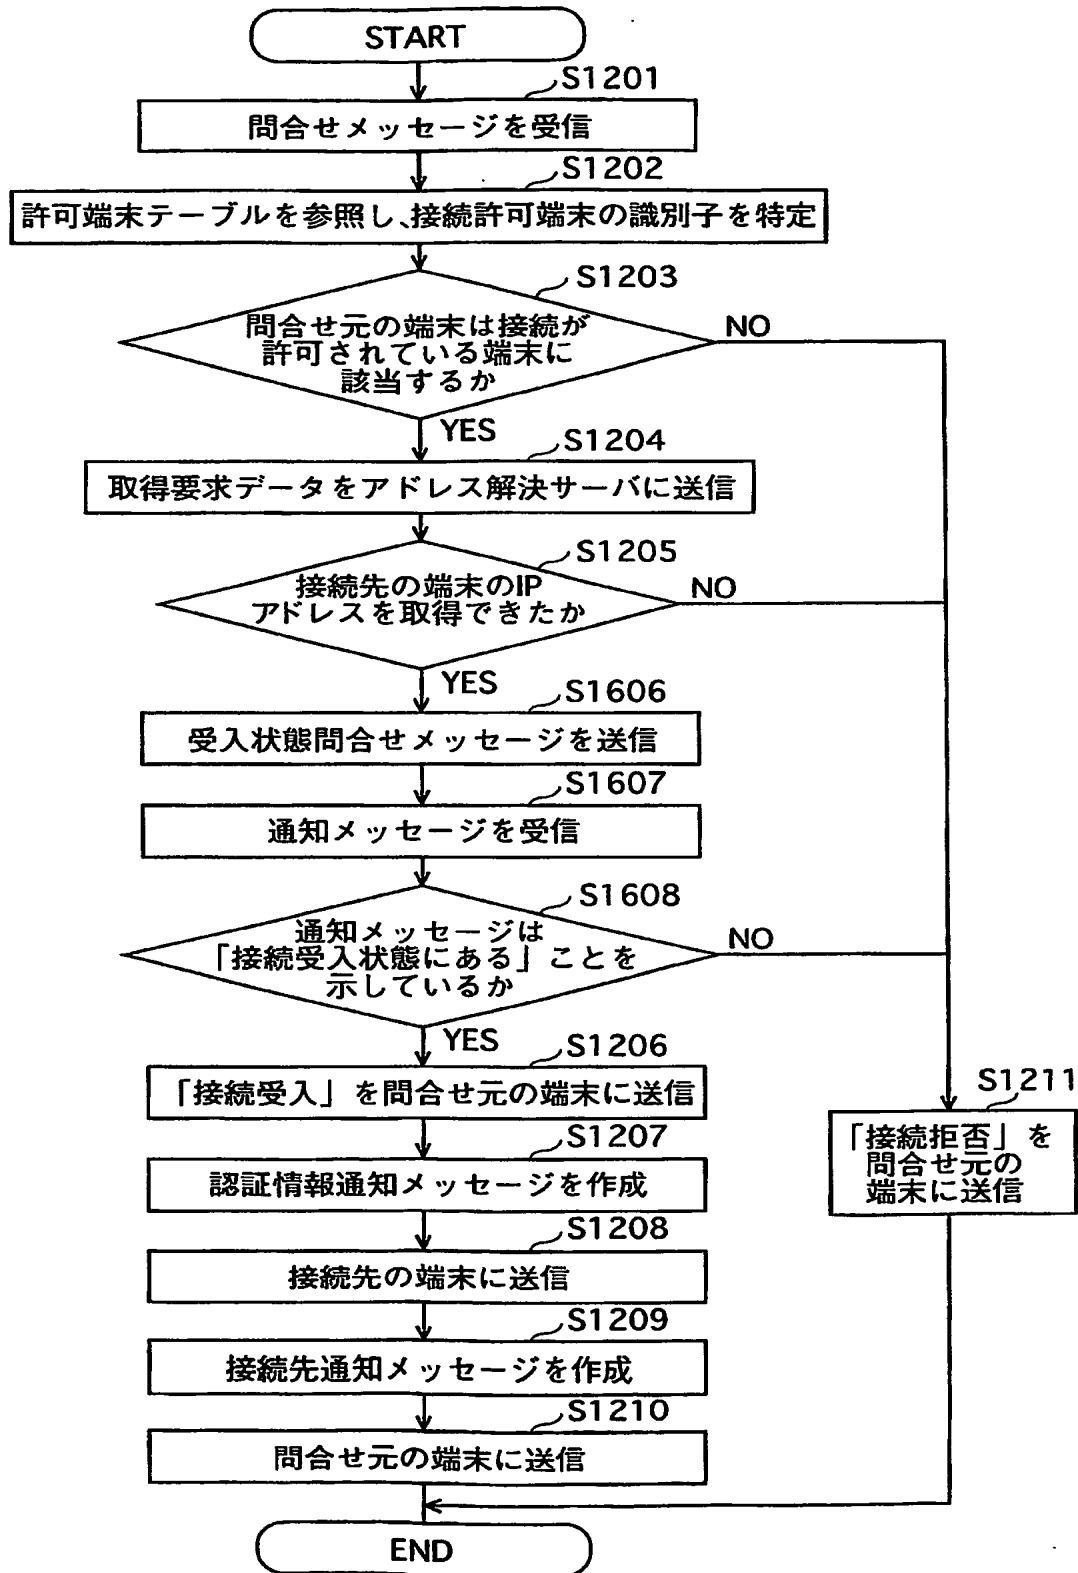 START
S1201
問合せメッセージを受信
S1202
許可端末テーブルを参照し、接続許可端末の識別子を特定
S1203
問合せ元の端末は接続が
許可されている端末に
該当するか
NO
YES
S1204
取得要求データをアドレス解決サーバに送信
S1205
接続先の端末のIP
アドレスを取得できたか
NO
YES
S1606
受入状態問合せメッセージを送信
S1607
通知メッセージを受信
S1608
通知メッセージは
「接続受入状態にある」ことを
示しているか
NO
YES
S1206
「接続受入」を問合せ元の端末に送信
S1207
認証情報通知メッセージを作成
S1208
接続先の端末に送信
S1209
接続先通知メッセージを作成
S1210
問合せ元の端末に送信
S1211
「接続拒否」を
問合せ元の
端末に送信
END